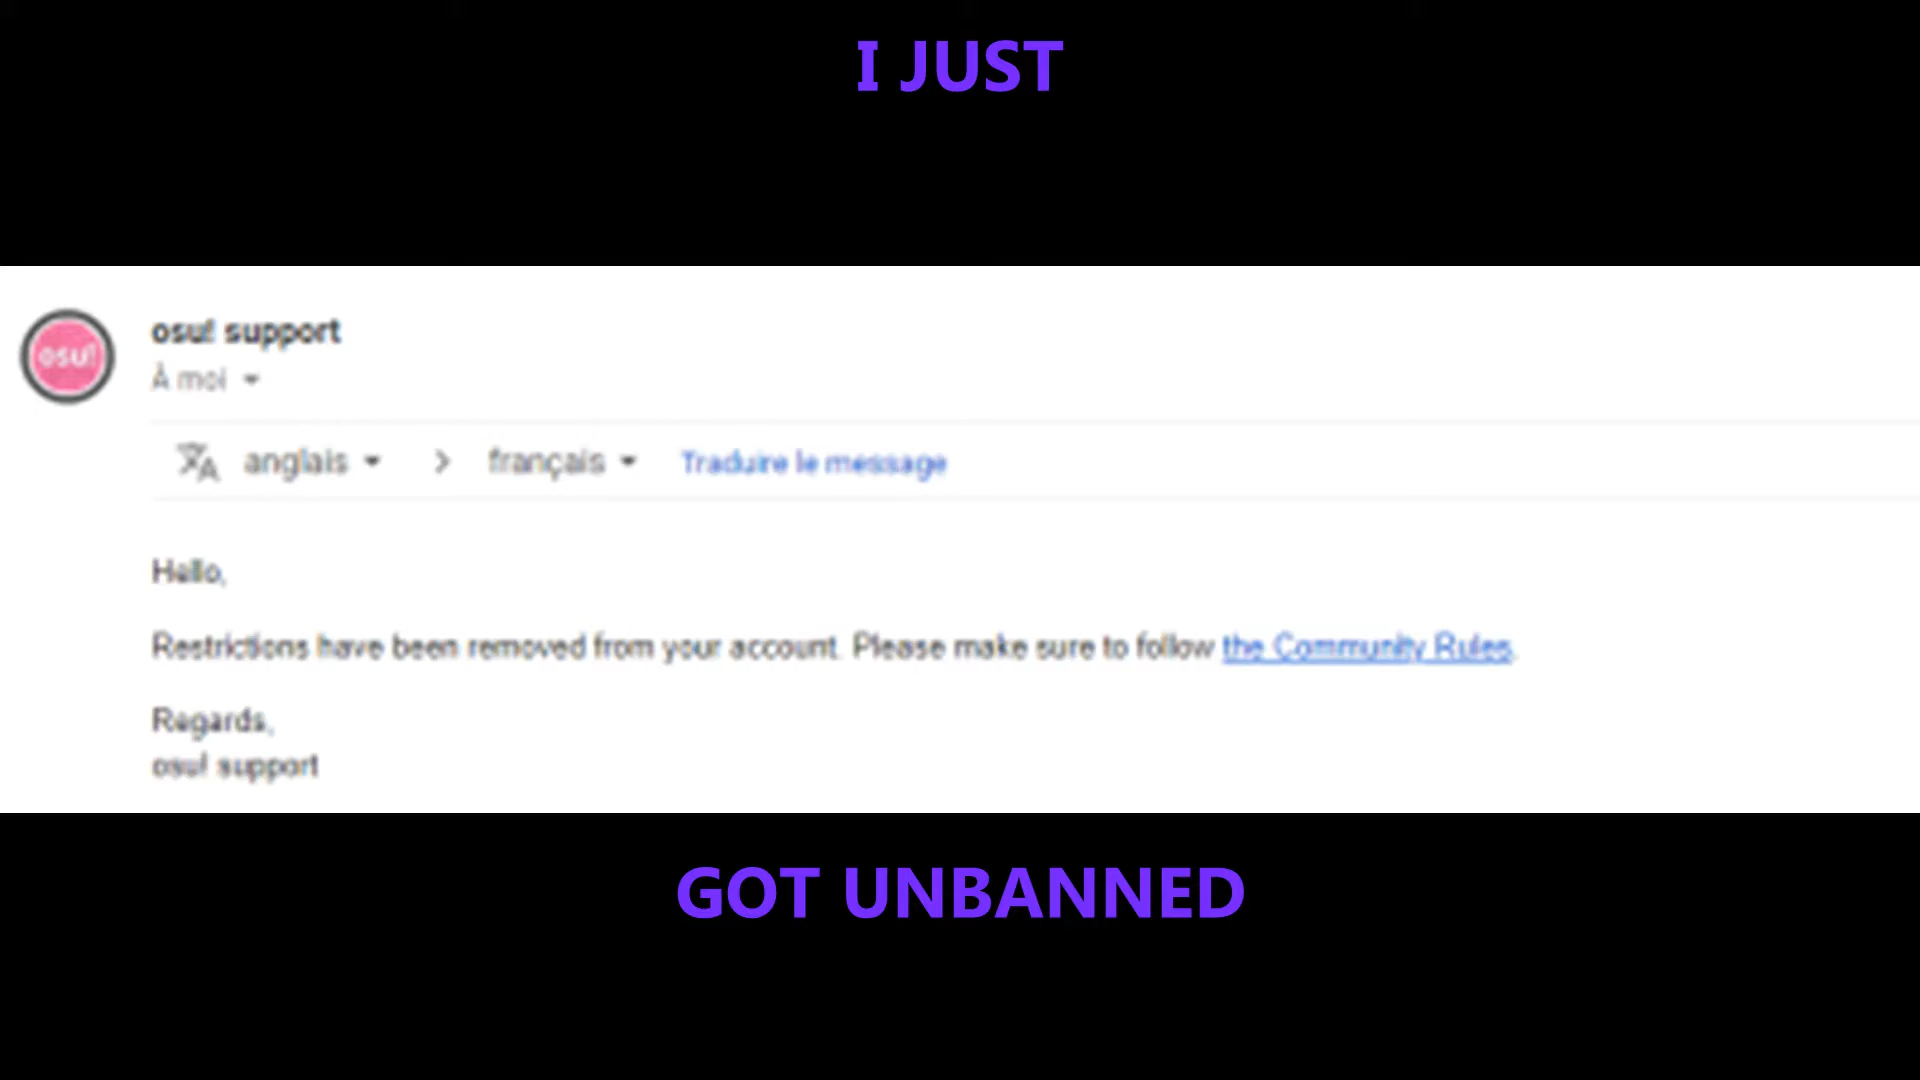 I JUST
osu!
osu! support
À moi
anglais > français Traduire le message
Hello,
Restrictions have been removed from your account. Please make sure to follow the Community Rules.
Regards,
osu! support
GOT UNBANNED